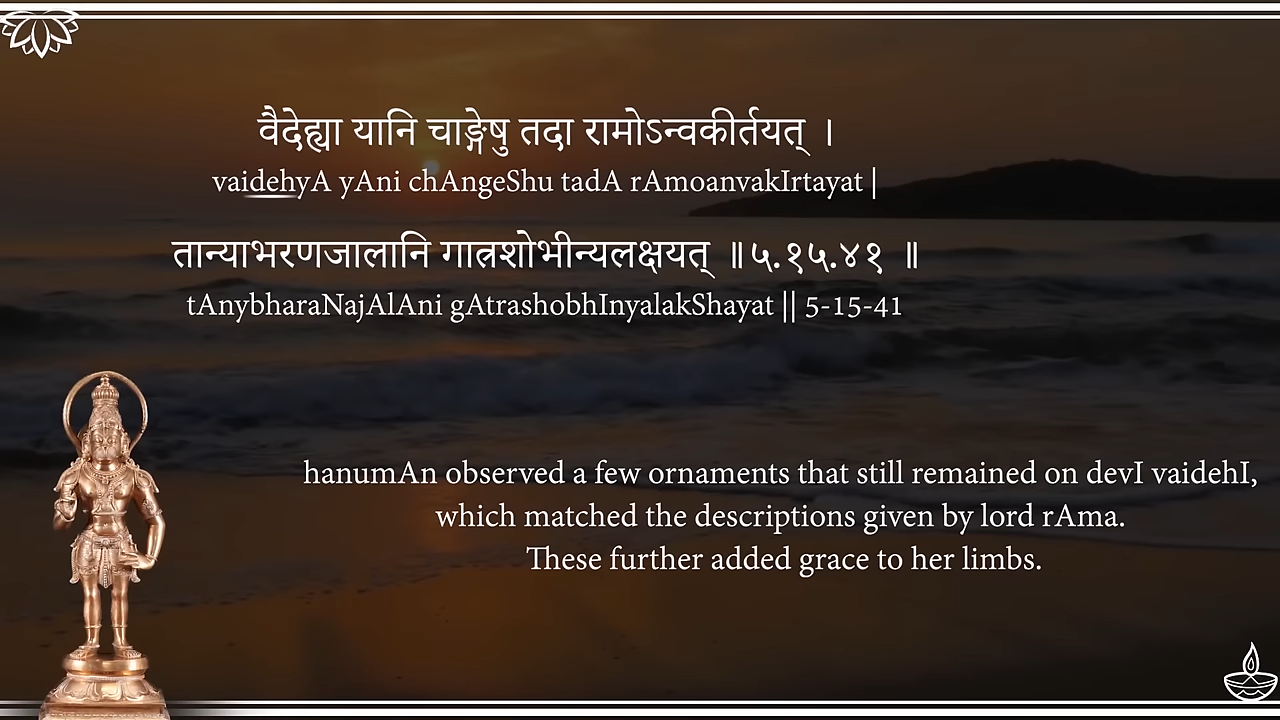 वैदेह्या यानि चाङ्गेषु तदा रामोऽन्वकीर्तयत् ।
vaidehyA yAni chAngeShu tadA rAmoanvakIrtayat |
तान्याभरणजालानि गात्रशोभीन्यलक्षयत् ॥५.१५.४१ ॥
tAnybharaNajAlAni gAtrashobhInyalakShayat || 5-15-41
hanumAn observed a few ornaments that still remained on devI vaidehI,
which matched the descriptions given by lord rAma.
These further added grace to her limbs.